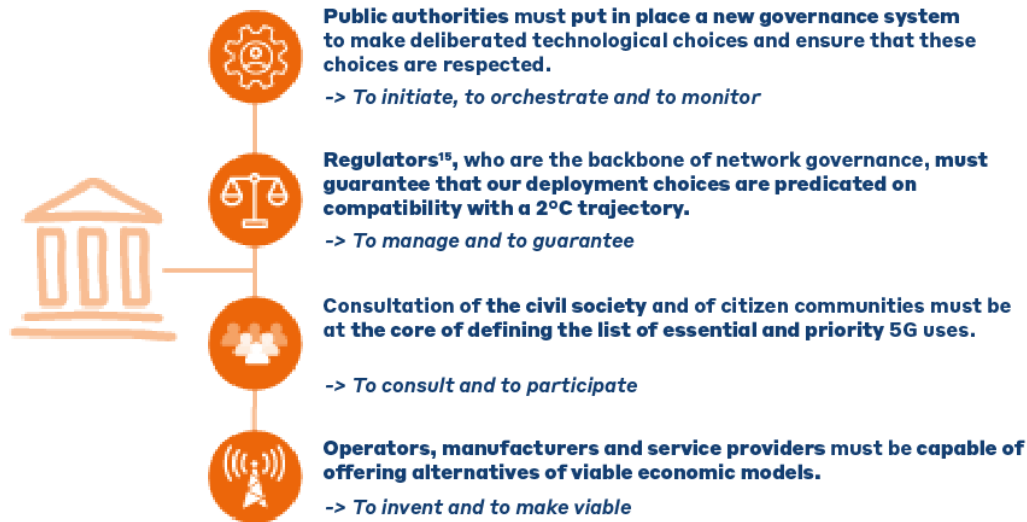 Public authorities must put in place a new governance system
to make deliberated technological choices and ensure that these
choices are respected.
-> To initiate, to orchestrate and to monitor
Regulators¹⁵, who are the backbone of network governance, must
guarantee that our deployment choices are predicated on
compatibility with a 2°C trajectory.
-> To manage and to guarantee
Consultation of the civil society and of citizen communities must be
at the core of defining the list of essential and priority 5G uses.
-> To consult and to participate
Operators, manufacturers and service providers must be capable of
offering alternatives of viable economic models.
-> To invent and to make viable